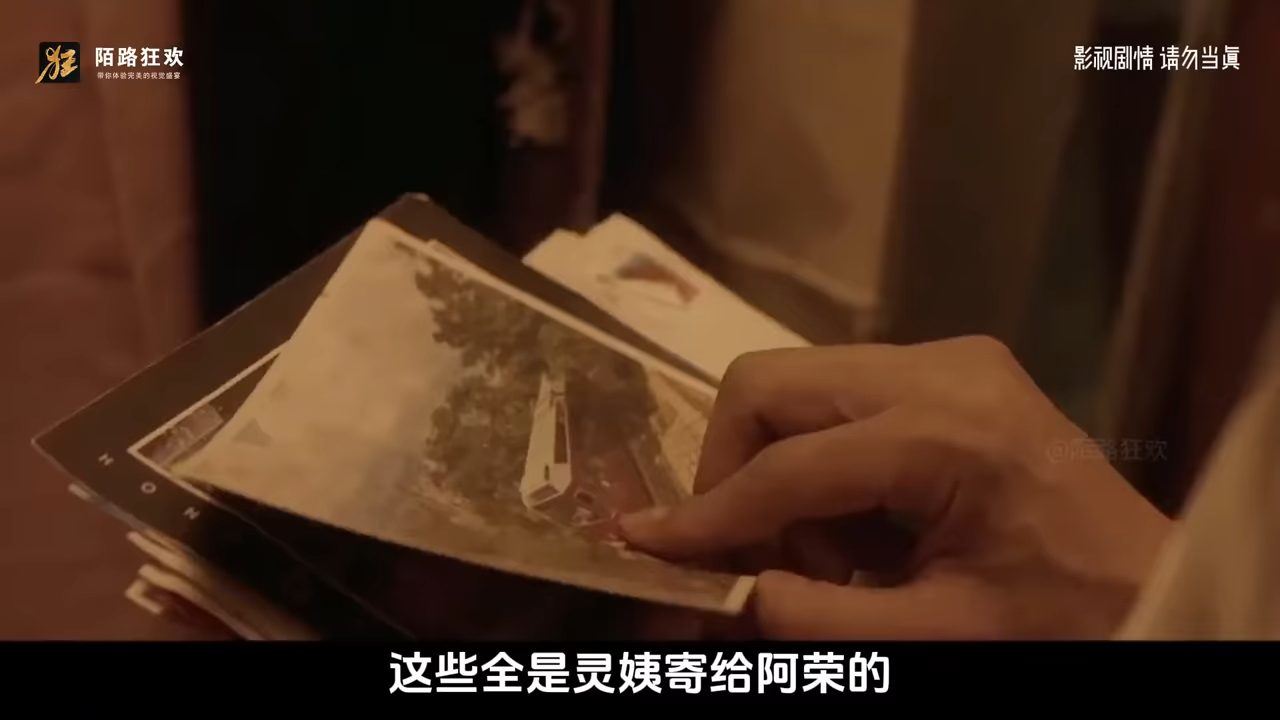 狂
陌路狂欢
带你体验完美的视觉盛宴
影视剧情 请勿当真
HON
@陌路狂欢
这些全是灵姨寄给阿荣的